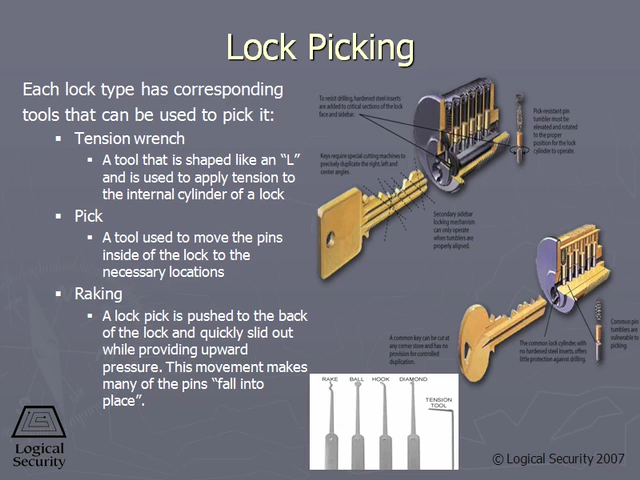 Lock Picking
Each lock type has corresponding
tools that can be used to pick it:
Tension wrench
A tool that is shaped like an “L”
and is used to apply tension to
the internal cylinder of a lock
Pick
A tool used to move the pins
inside of the lock to the
necessary locations
Raking
A lock pick is pushed to the back
of the lock and quickly slid out
while providing upward
pressure. This movement makes
many of the pins “fall into
place”.
To resist drilling, hardened steel inserts
are added to critical sections of the lock
face and sidebar.
Pick-resistant pin
tumbler must be
elevated and rotated
to the proper
position for the lock
cylinder to operate.
Keys require special cutting machines to
precisely duplicate the right, left and
center angles.
Secondary sidebar
locking mechanism
can only operate
when tumblers are
properly aligned.
A common key can be cut at
any corner store and has no
provision for controlled
duplication.
The common lock cylinder, with
no hardened steel inserts, offers
little protection against drilling.
Common pin
tumblers are
vulnerable to
picking.
RAKE BALL HOOK DIAMOND
TENSION
TOOL
Logical
Security
© Logical Security 2007